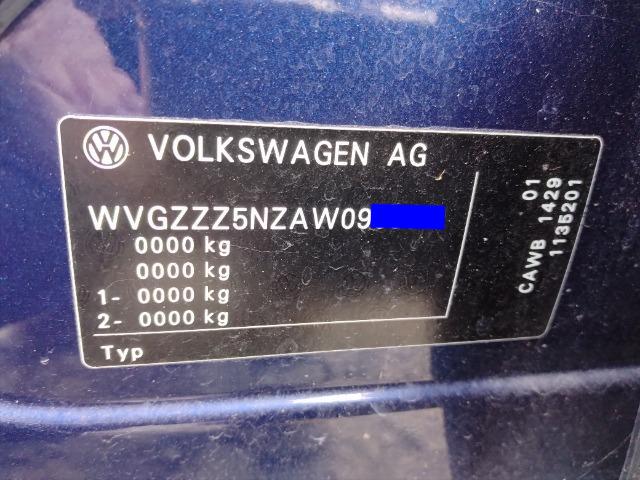 VOLKSWAGEN AG
WVGZZZ5NZAW09
0000 kg
0000 kg
1- 0000 kg
2- 0000 kg
Typ
01
CAWB 1429
1135201